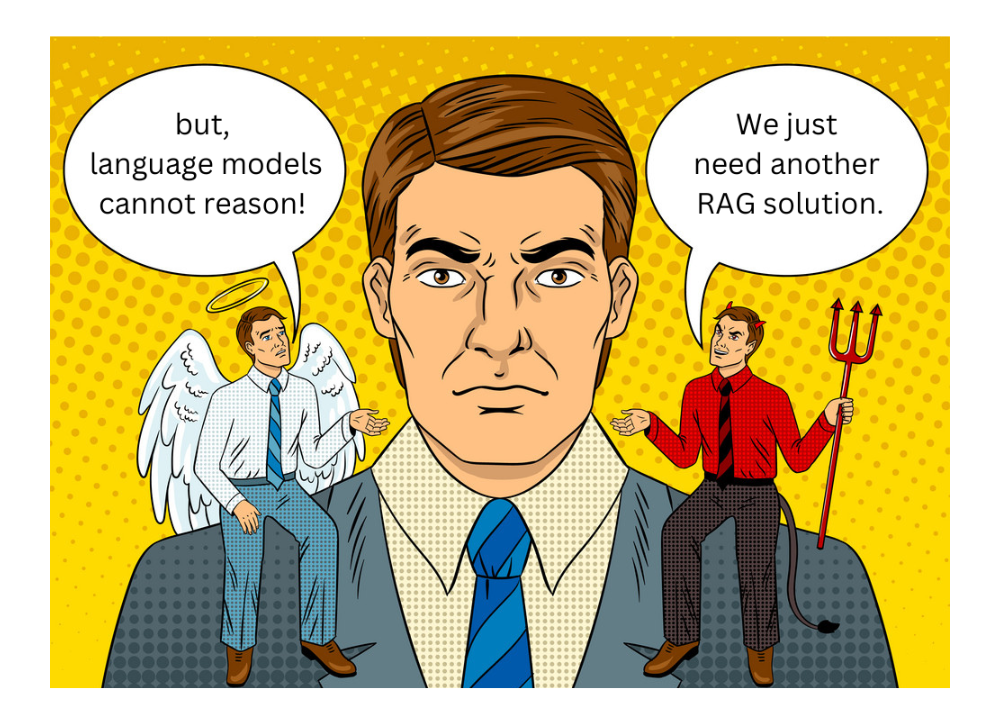 but,
language models
cannot reason!
We just
need another
RAG solution.